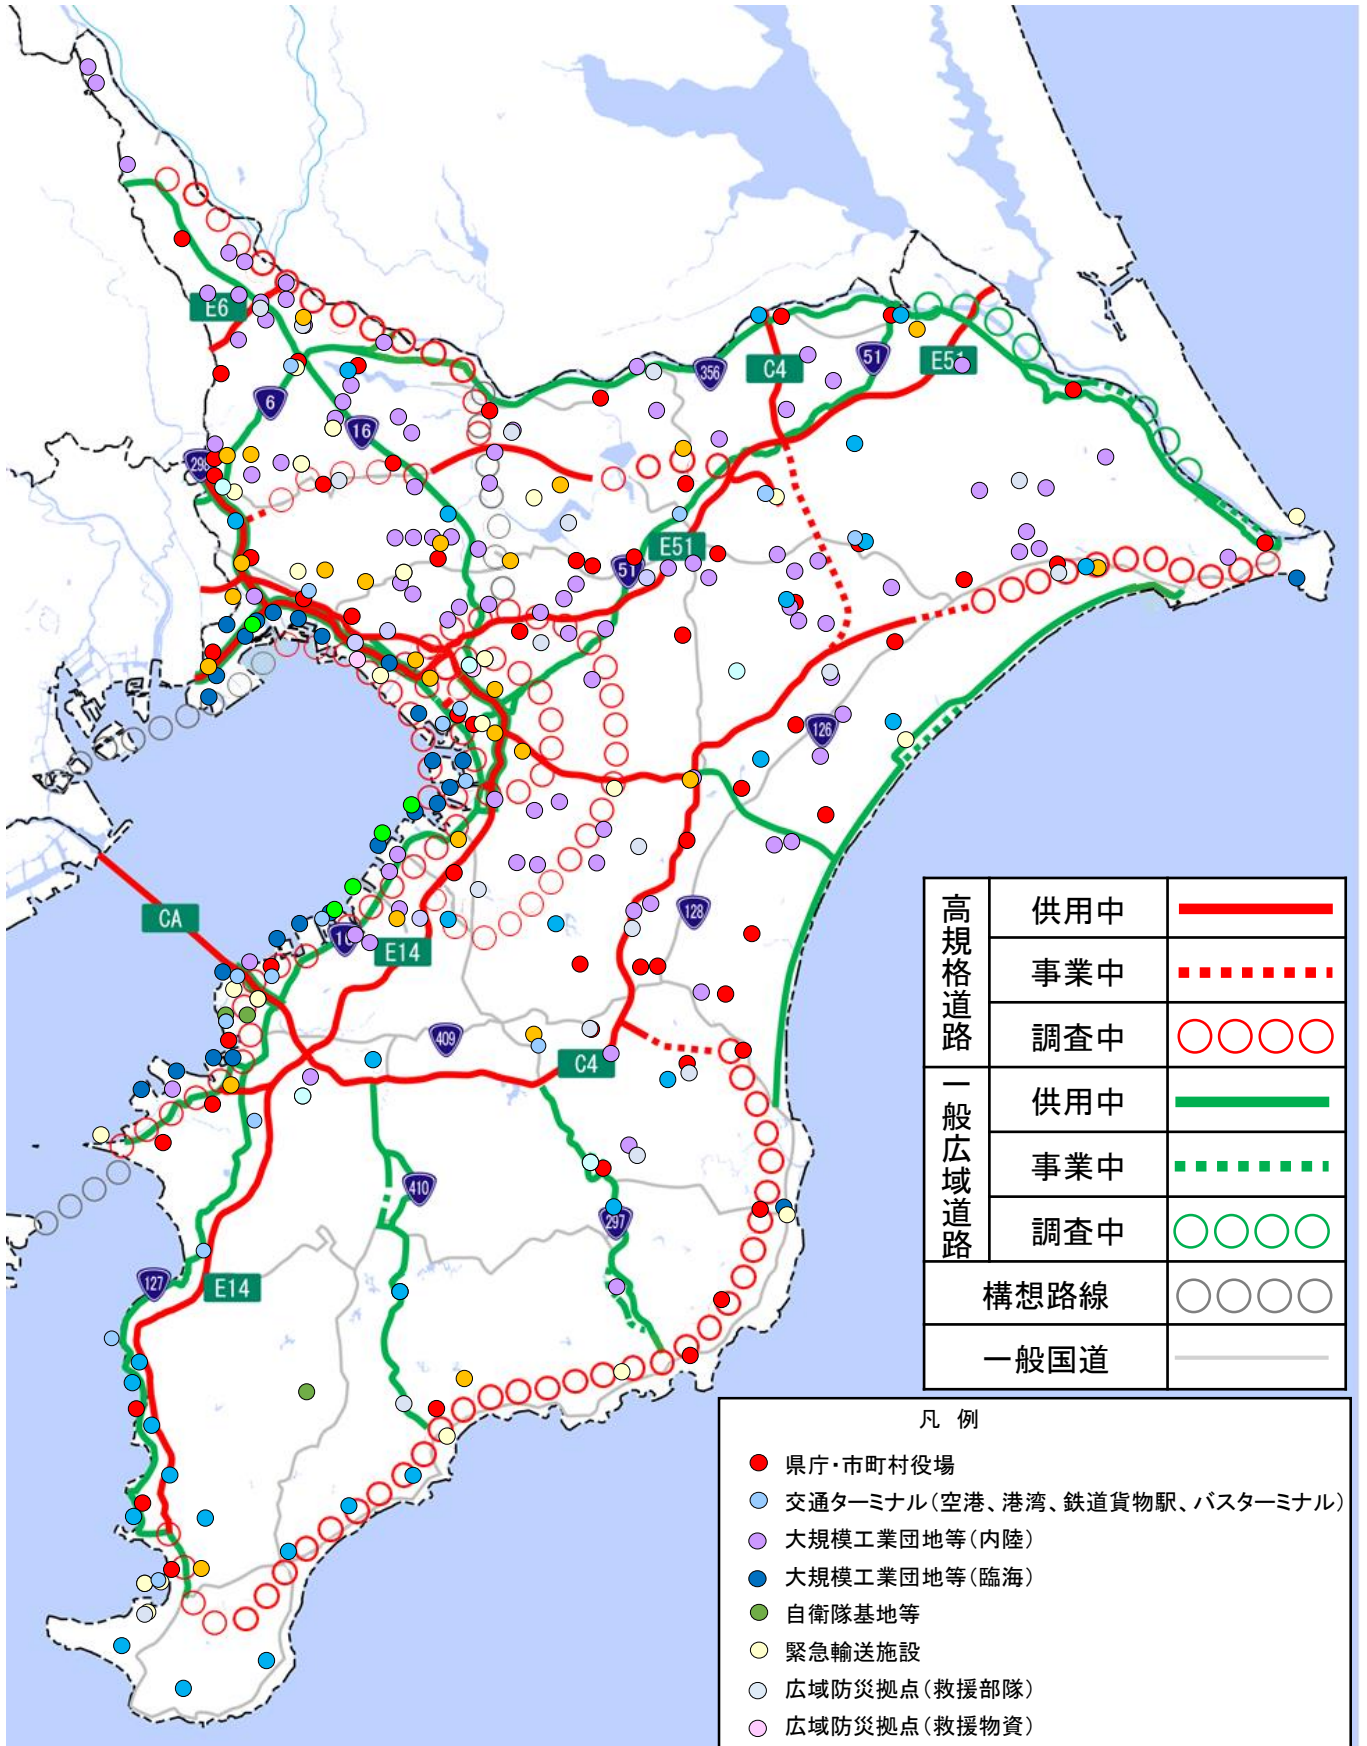 E6
6
16
298
356
C4
51
E51
E51
51
126
CA
16
E14
128
409
C4
410
297
127
E14
高規格道路
供用中
事業中
調査中
一般広域道路
供用中
事業中
調査中
構想路線
一般国道
凡 例
県庁・市町村役場
交通ターミナル（空港、港湾、鉄道貨物駅、バスターミナル）
大規模工業団地等（内陸）
大規模工業団地等（臨海）
自衛隊基地等
緊急輸送施設
広域防災拠点（救援部隊）
広域防災拠点（救援物資）